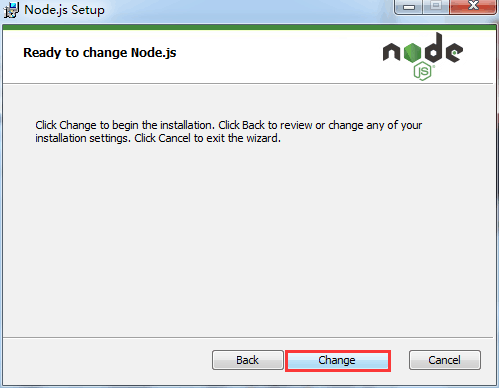 Node.js Setup
Ready to change Node.js
node
JS
Click Change to begin the installation. Click Back to review or change any of your
installation settings. Click Cancel to exit the wizard.
Back
Change
Cancel